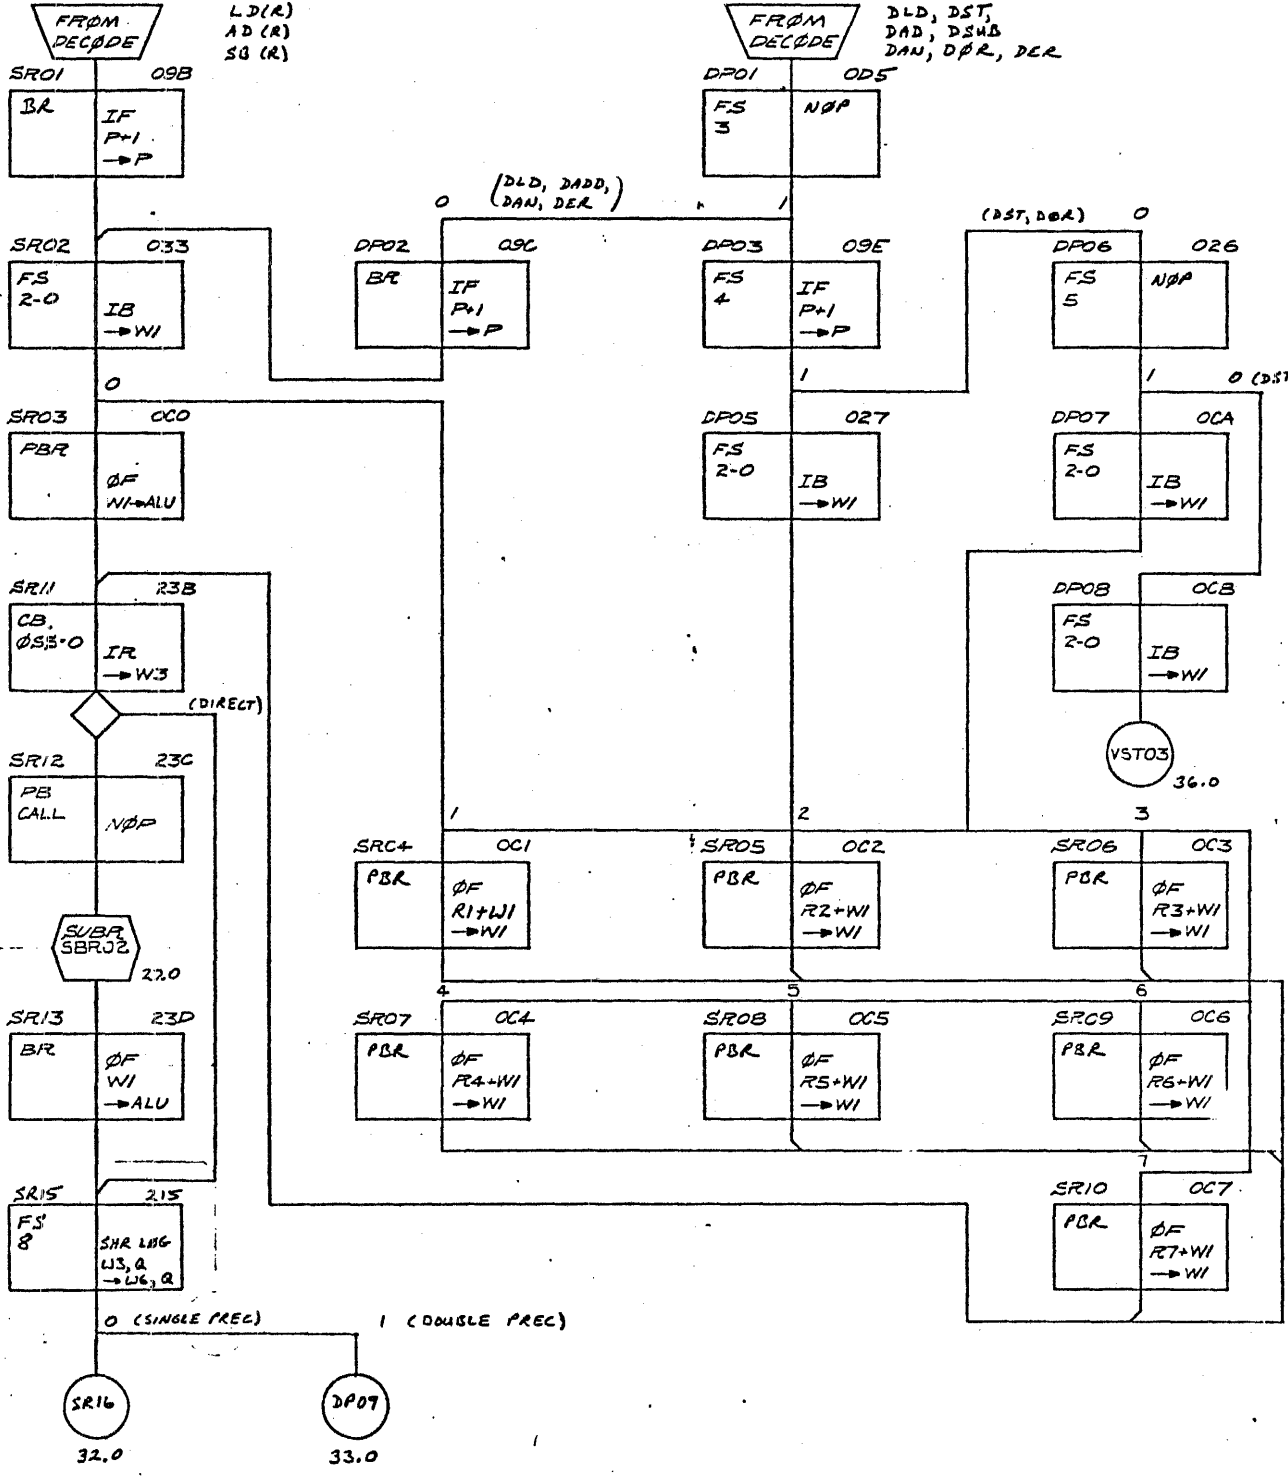 FRØM
DECØDE
LD(R)
AD(R)
SB(R)
FRØM
DECØDE
DLD, DST,
DAD, DSUB
DAN, DØR, DER
SR01 09B
BR
IF
P+1
→P
DP01 0D5
FS
3
NØP
0
(DLD, DADD,
DAN, DER)
1
(DST, DØR)
0
SR02 033
FS
2-0
IB
→W1
DP02 09C
BR
IF
P+1
→P
DP03 09E
FS
4
IF
P+1
→P
DP06 026
FS
5
NØP
0
1
1
0 (DST
SR03 0C0
PBR
ØF
W1→ALU
DP05 027
FS
2-0
IB
→W1
DP07 0CA
FS
2-0
IB
→W1
SR11 23B
CB,
ØS3-0
IR
→W3
DP08 0CB
FS
2-0
IB
→W1
(DIRECT)
VST03
36.0
SR12 23C
PB
CALL
NØP
1
2
3
SRC4 0C1
PBR
ØF
R1+W1
→W1
SR05 0C2
PBR
ØF
R2+W1
→W1
SR06 0C3
PBR
ØF
R3+W1
→W1
SUBR
SBR02
27.0
4
5
6
SR13 23D
BR
ØF
W1
→ALU
SR07 0C4
PBR
ØF
R4+W1
→W1
SR08 0C5
PBR
ØF
R5+W1
→W1
SR09 0C6
PBR
ØF
R6+W1
→W1
7
SR15 215
FS
8
SHR LNG
W3, Q
→W6, Q
SR10 0C7
PBR
ØF
R7+W1
→W1
0 (SINGLE PREC)
1 (DOUBLE PREC)
SR16
32.0
DP09
33.0